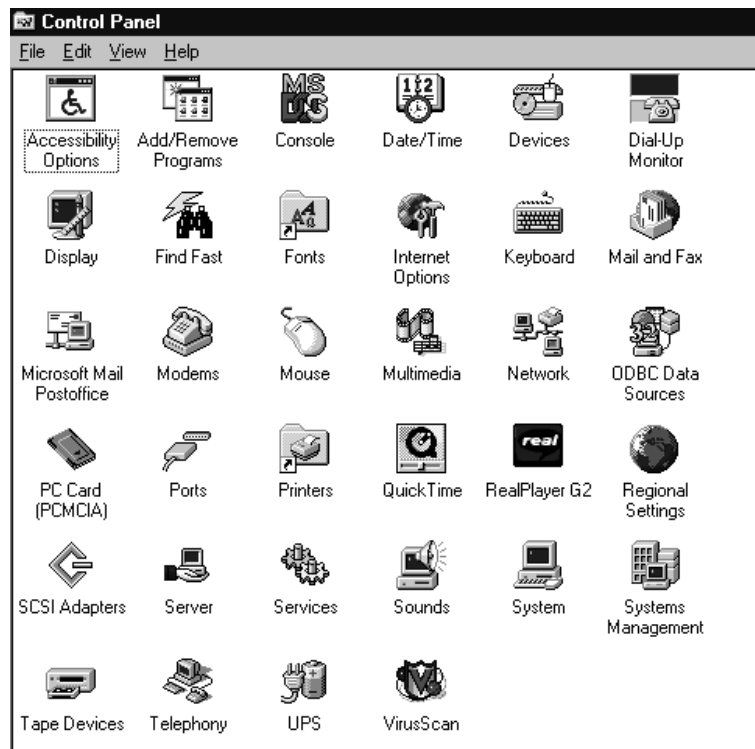 Control Panel
File Edit View Help
Accessibility Options
Add/Remove Programs
MS DOS
Console
12
Date/Time
Devices
Dial-Up Monitor
Display
Find Fast
Fonts
Internet Options
Keyboard
Mail and Fax
Microsoft Mail Postoffice
Modems
Mouse
Multimedia
Network
32
ODBC Data Sources
PC Card (PCMCIA)
Ports
Printers
QuickTime
real
RealPlayer G2
Regional Settings
SCSI Adapters
Server
Services
Sounds
System
Systems Management
Tape Devices
Telephony
UPS
V
VirusScan